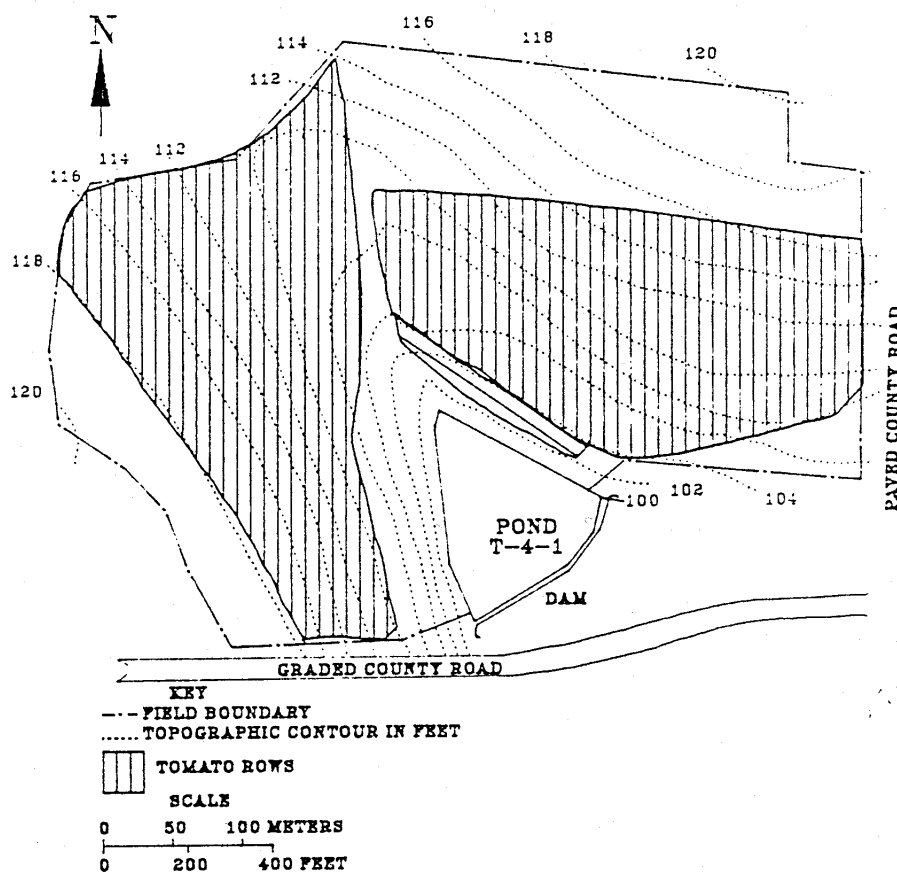 N
116
118
120
114
112
112
114
116
118
120
PAVED COUNTY ROAD
100
102
104
POND
T-4-1
DAM
GRADED COUNTY ROAD
KEY
FIELD BOUNDARY
TOPOGRAPHIC CONTOUR IN FEET
TOMATO ROWS
SCALE
0 50 100 METERS
0 200 400 FEET